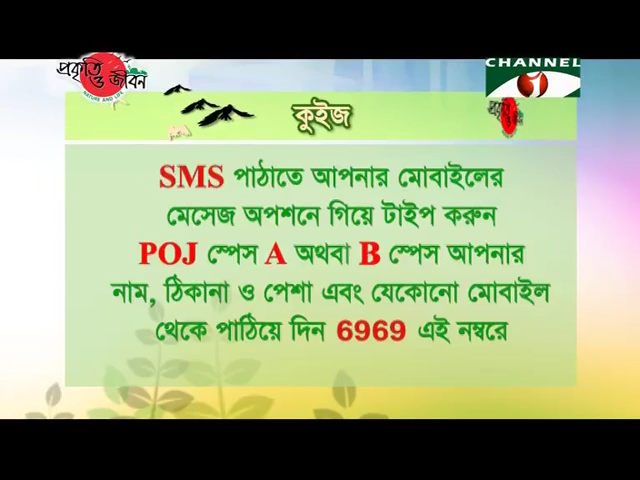 প্রকৃতি ও জীবন
NATURE AND LIFE
CHANNEL
i
কুইজ
SMS পাঠাতে আপনার মোবাইলের
মেসেজ অপশনে গিয়ে টাইপ করুন
POJ স্পেস A অথবা B স্পেস আপনার
নাম, ঠিকানা ও পেশা এবং যেকোনো মোবাইল
থেকে পাঠিয়ে দিন 6969 এই নম্বরে